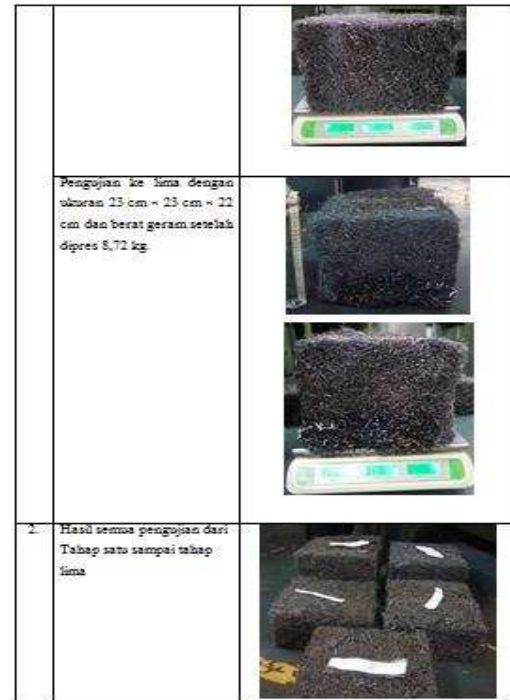 Pengujian ke lima dengan
ukuran 23 cm × 23 cm × 22
cm dan berat geram setelah
dipres 8,72 kg.
2. Hasil semua pengujian dari
Tahap satu sampai tahap
lima